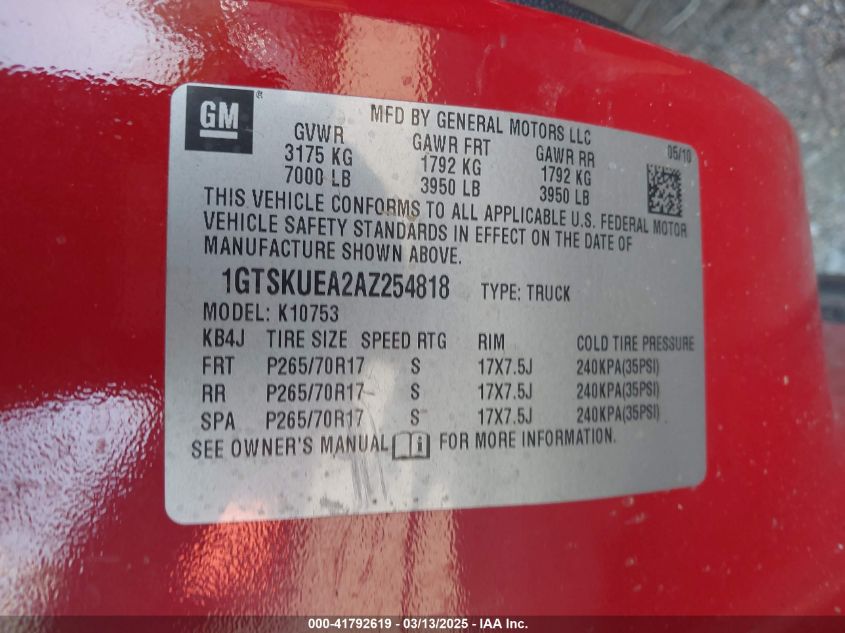 GM ®
MFD BY GENERAL MOTORS LLC
GVWR GAWR FRT GAWR RR 05/10
3175 KG 1792 KG 1792 KG
7000 LB 3950 LB 3950 LB
THIS VEHICLE CONFORMS TO ALL APPLICABLE U.S. FEDERAL MOTOR
VEHICLE SAFETY STANDARDS IN EFFECT ON THE DATE OF
MANUFACTURE SHOWN ABOVE.
1GTSKUEA2AZ254818 TYPE: TRUCK
MODEL: K10753
KB4J TIRE SIZE SPEED RTG RIM COLD TIRE PRESSURE
FRT P265/70R17 S 17X7.5J 240KPA(35PSI)
RR P265/70R17 S 17X7.5J 240KPA(35PSI)
SPA P265/70R17 S 17X7.5J 240KPA(35PSI)
SEE OWNER'S MANUAL i FOR MORE INFORMATION.
000-41792619 - 03/13/2025 - IAA Inc.